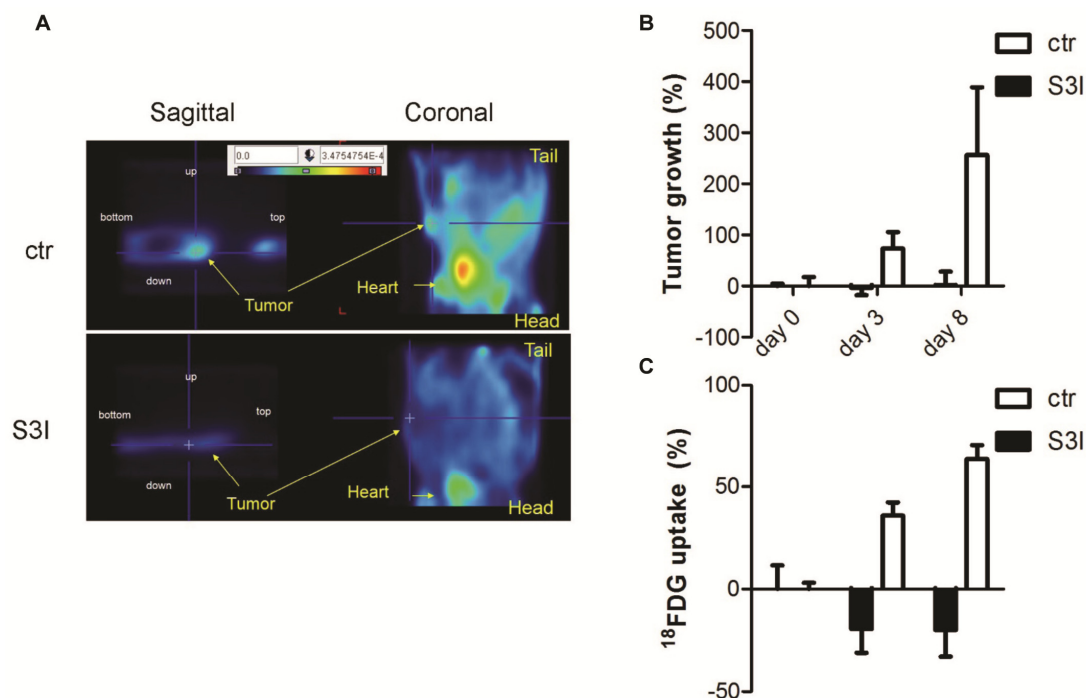 A
Sagittal
Coronal
0.0
3.4754754E-4
ctr
up
bottom
top
down
Tumor
Tail
Heart
Head
S3I
up
bottom
top
down
Tumor
Tail
Heart
Head
B
Tumor growth (%)
500
400
300
200
100
0
-100
day 0
day 3
day 8
ctr
S3I
C
18FDG uptake (%)
100
50
0
-50
ctr
S3I